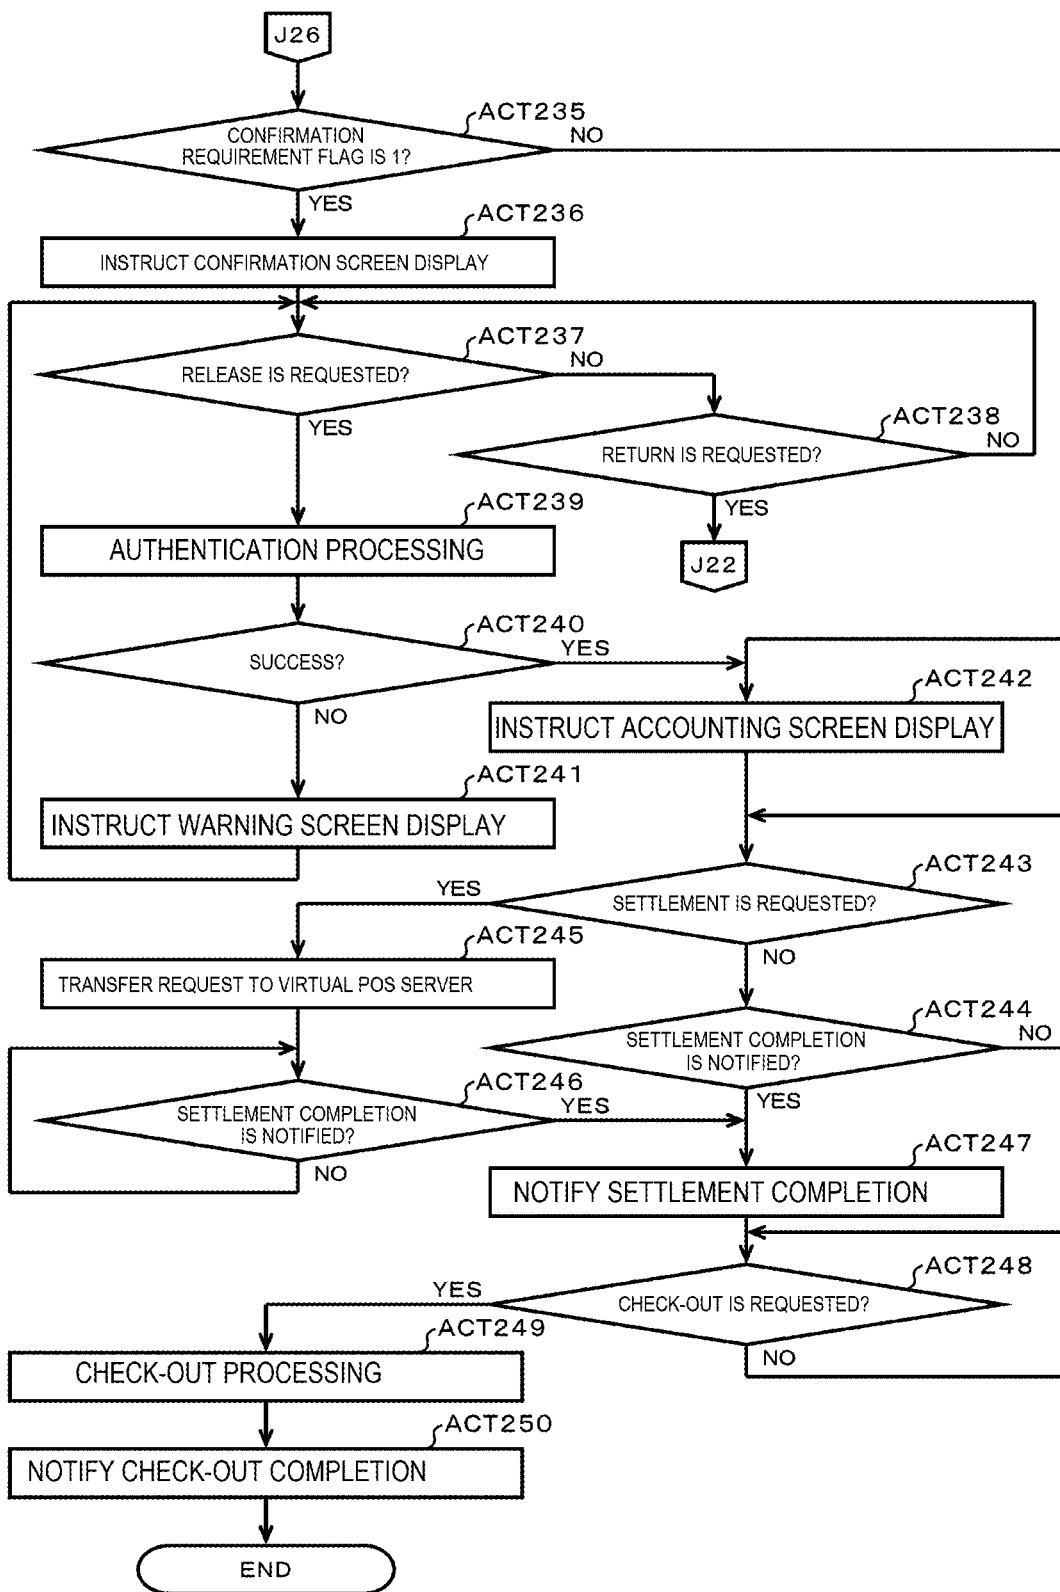 J26
ACT235
CONFIRMATION
REQUIREMENT FLAG IS 1?
NO
YES
ACT236
INSTRUCT CONFIRMATION SCREEN DISPLAY
ACT237
RELEASE IS REQUESTED?
NO
YES
ACT238
RETURN IS REQUESTED?
NO
YES
J22
ACT239
AUTHENTICATION PROCESSING
ACT240
SUCCESS?
YES
NO
ACT241
INSTRUCT WARNING SCREEN DISPLAY
ACT242
INSTRUCT ACCOUNTING SCREEN DISPLAY
ACT243
SETTLEMENT IS REQUESTED?
YES
NO
ACT245
TRANSFER REQUEST TO VIRTUAL POS SERVER
ACT244
SETTLEMENT COMPLETION
IS NOTIFIED?
NO
YES
ACT246
SETTLEMENT COMPLETION
IS NOTIFIED?
YES
NO
ACT247
NOTIFY SETTLEMENT COMPLETION
ACT248
CHECK-OUT IS REQUESTED?
YES
NO
ACT249
CHECK-OUT PROCESSING
ACT250
NOTIFY CHECK-OUT COMPLETION
END